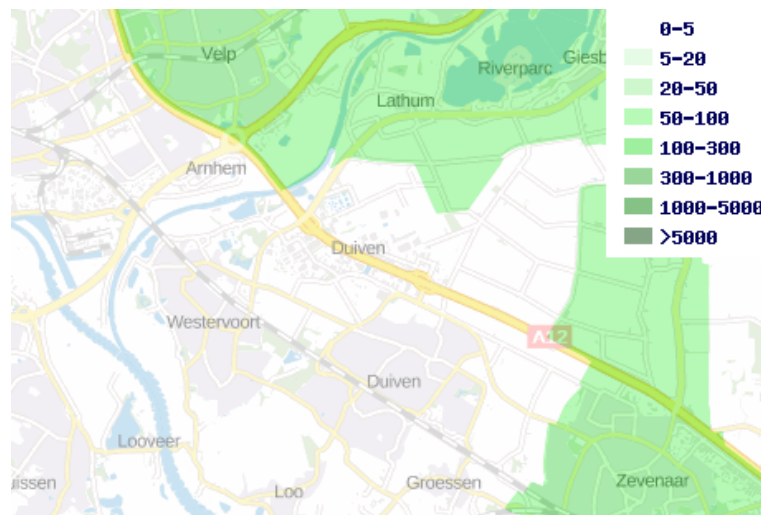 0-5
5-20
20-50
50-100
100-300
300-1000
1000-5000
>5000
Velp
Riverparc
Giesb
Lathum
Arnhem
Duiven
A12
Westervoort
Duiven
Looveer
uissen
Loo
Groessen
Zevenaar